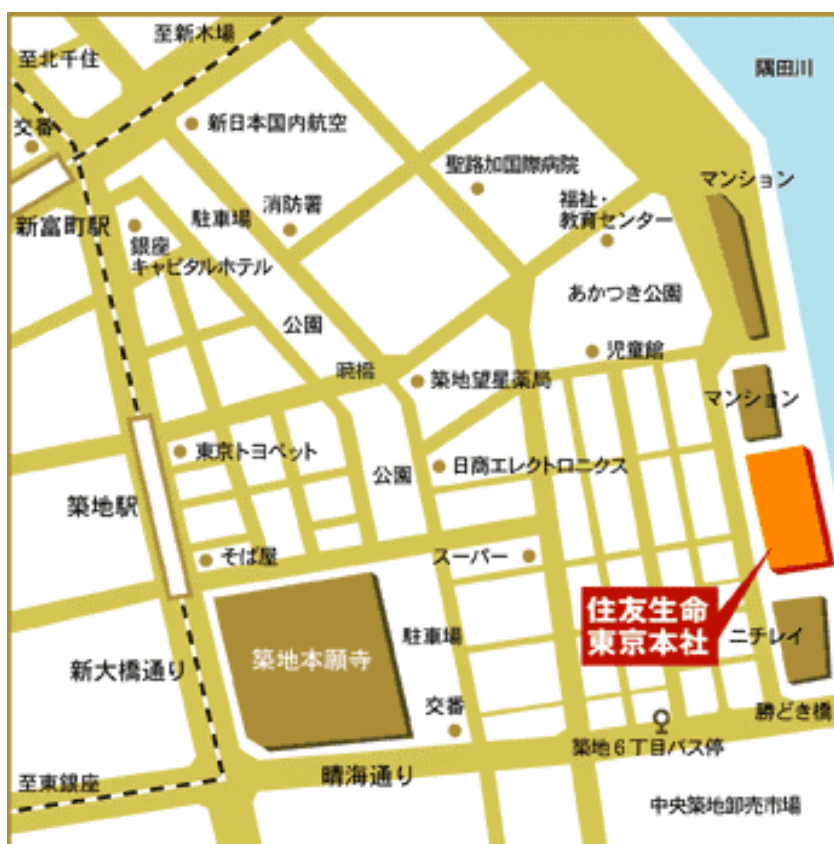 至新木場
至北千住
隅田川
交番
新日本国内航空
聖路加国際病院
マンション
福祉・
教育センター
駐車場
消防署
新富町駅
銀座
キャピタルホテル
あかつき公園
公園
児童館
暁橋
築地望星薬局
マンション
東京トヨペット
公園
日商エレクトロニクス
築地駅
そば屋
スーパー
住友生命
東京本社
ニチレイ
駐車場
築地本願寺
新大橋通り
交番
勝どき橋
築地6丁目バス停
晴海通り
至東銀座
中央築地卸売市場